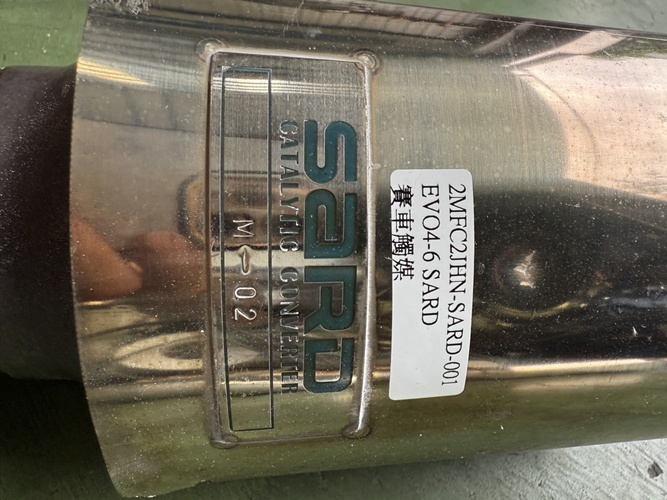 SARD
CATALYTIC CONVERTER
M-02
2MFC2JHN-SARD-001
EVO4-6 SARD
賽車觸媒